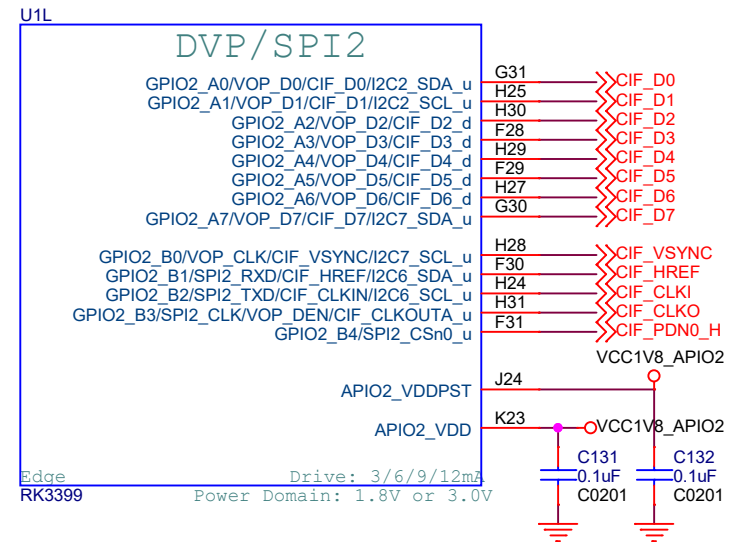 U1L
DVP/SPI2
GPIO2_A0/VOP_D0/CIF_D0/I2C2_SDA_u G31 CIF_D0
GPIO2_A1/VOP_D1/CIF_D1/I2C2_SCL_u H25 CIF_D1
GPIO2_A2/VOP_D2/CIF_D2_d H30 CIF_D2
GPIO2_A3/VOP_D3/CIF_D3_d F28 CIF_D3
GPIO2_A4/VOP_D4/CIF_D4_d H29 CIF_D4
GPIO2_A5/VOP_D5/CIF_D5_d F29 CIF_D5
GPIO2_A6/VOP_D6/CIF_D6_d H27 CIF_D6
GPIO2_A7/VOP_D7/CIF_D7/I2C7_SDA_u G30 CIF_D7
GPIO2_B0/VOP_CLK/CIF_VSYNC/I2C7_SCL_u H28 CIF_VSYNC
GPIO2_B1/SPI2_RXD/CIF_HREF/I2C6_SDA_u F30 CIF_HREF
GPIO2_B2/SPI2_TXD/CIF_CLKIN/I2C6_SCL_u H24 CIF_CLKI
GPIO2_B3/SPI2_CLK/VOP_DEN/CIF_CLKOUTA_u H31 CIF_CLKO
GPIO2_B4/SPI2_CSn0_u F31 CIF_PDN0_H
VCC1V8_APIO2
APIO2_VDDPST J24
APIO2_VDD K23 VCC1V8_APIO2
C131 C132
0.1uF 0.1uF
C0201 C0201
Edge Drive: 3/6/9/12mA
RK3399 Power Domain: 1.8V or 3.0V